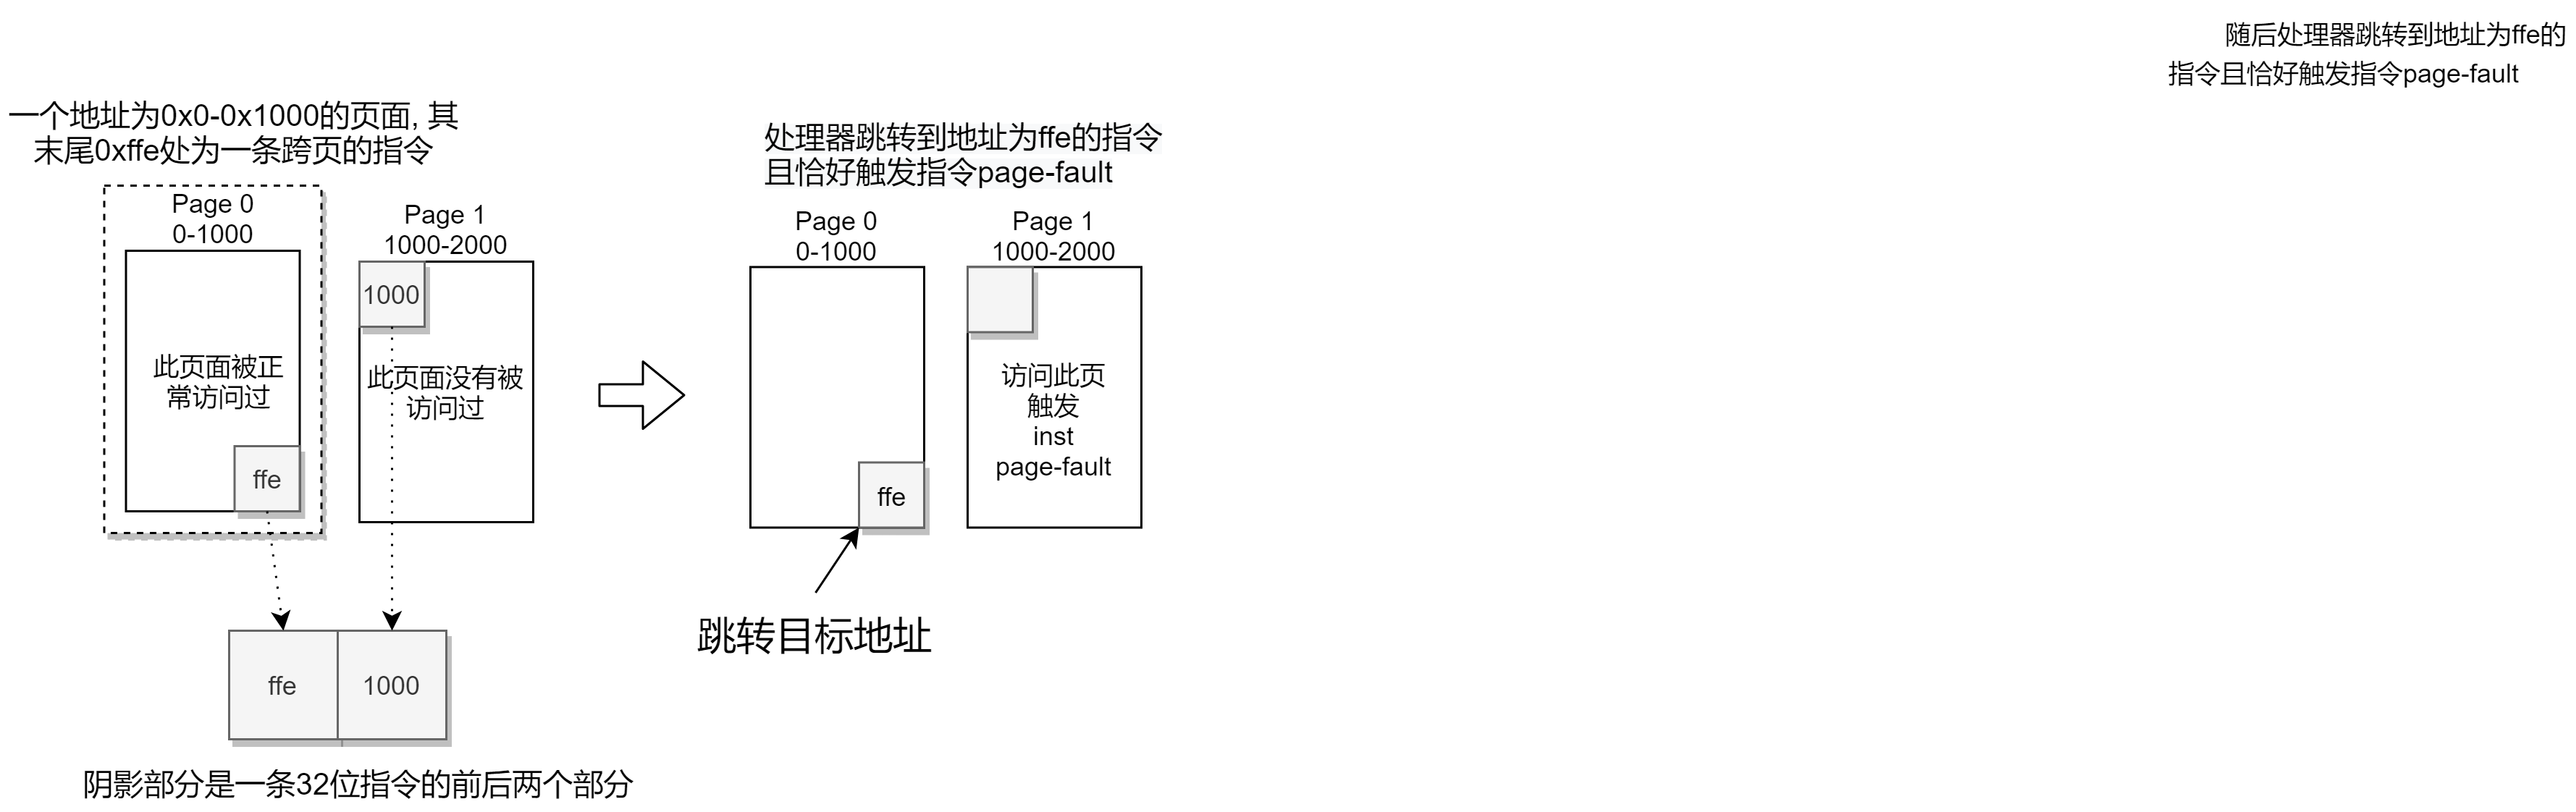 随后处理器跳转到地址为ffe的
指令且恰好触发指令page-fault
一个地址为0x0-0x1000的页面, 其
末尾0xffe处为一条跨页的指令
Page 0
0-1000
此页面被正
常访问过
ffe
Page 1
1000-2000
1000
此页面没有被
访问过
ffe
1000
阴影部分是一条32位指令的前后两个部分
处理器跳转到地址为ffe的指令
且恰好触发指令page-fault
Page 0
0-1000
ffe
Page 1
1000-2000
访问此页
触发
inst
page-fault
跳转目标地址